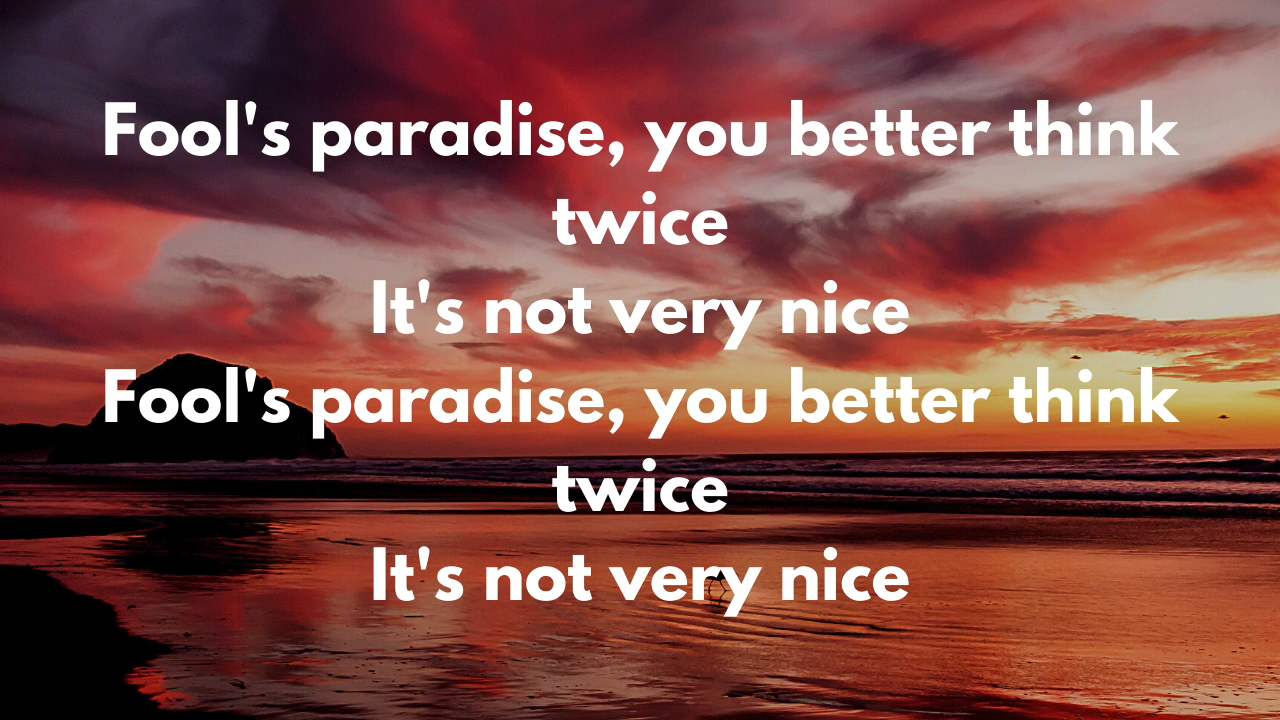 Fool's paradise, you better think
twice
It's not very nice
Fool's paradise, you better think
twice
It's not very nice